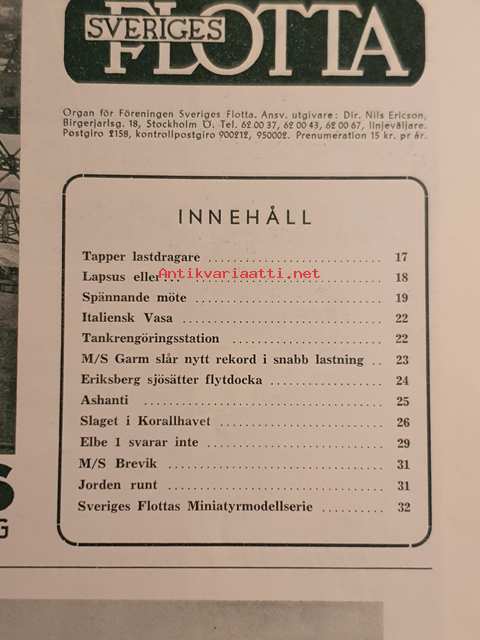 SVERIGES
FLOTTA
Organ för Föreningen Sveriges Flotta. Ansv. utgivare: Dir. Nils Ericson,
Birgerjarlsg. 18, Stockholm Ö. Tel. 62 00 37, 62 00 43, 62 00 67, linjeväljare.
Postgiro 2158, kontrollpostgiro 900212, 950002. Prenumeration 15 kr. pr år.
INNEHÅLL
Tapper lastdragare .......................... 17
Lapsus eller... .......................... 18
Antikvariaatti.net
Spännande möte .......................... 19
Italiensk Vasa .......................... 22
Tankrengöringsstation .......................... 22
M/S Garm slår nytt rekord i snabb lastning .. 23
Eriksberg sjösätter flytdocka .......................... 24
Ashanti .......................... 25
Slaget i Korallhavet .......................... 26
Elbe 1 svarar inte .......................... 29
M/S Brevik .......................... 31
Jorden runt .......................... 31
Sveriges Flottas Miniatyrmodellserie .......... 32
S
G